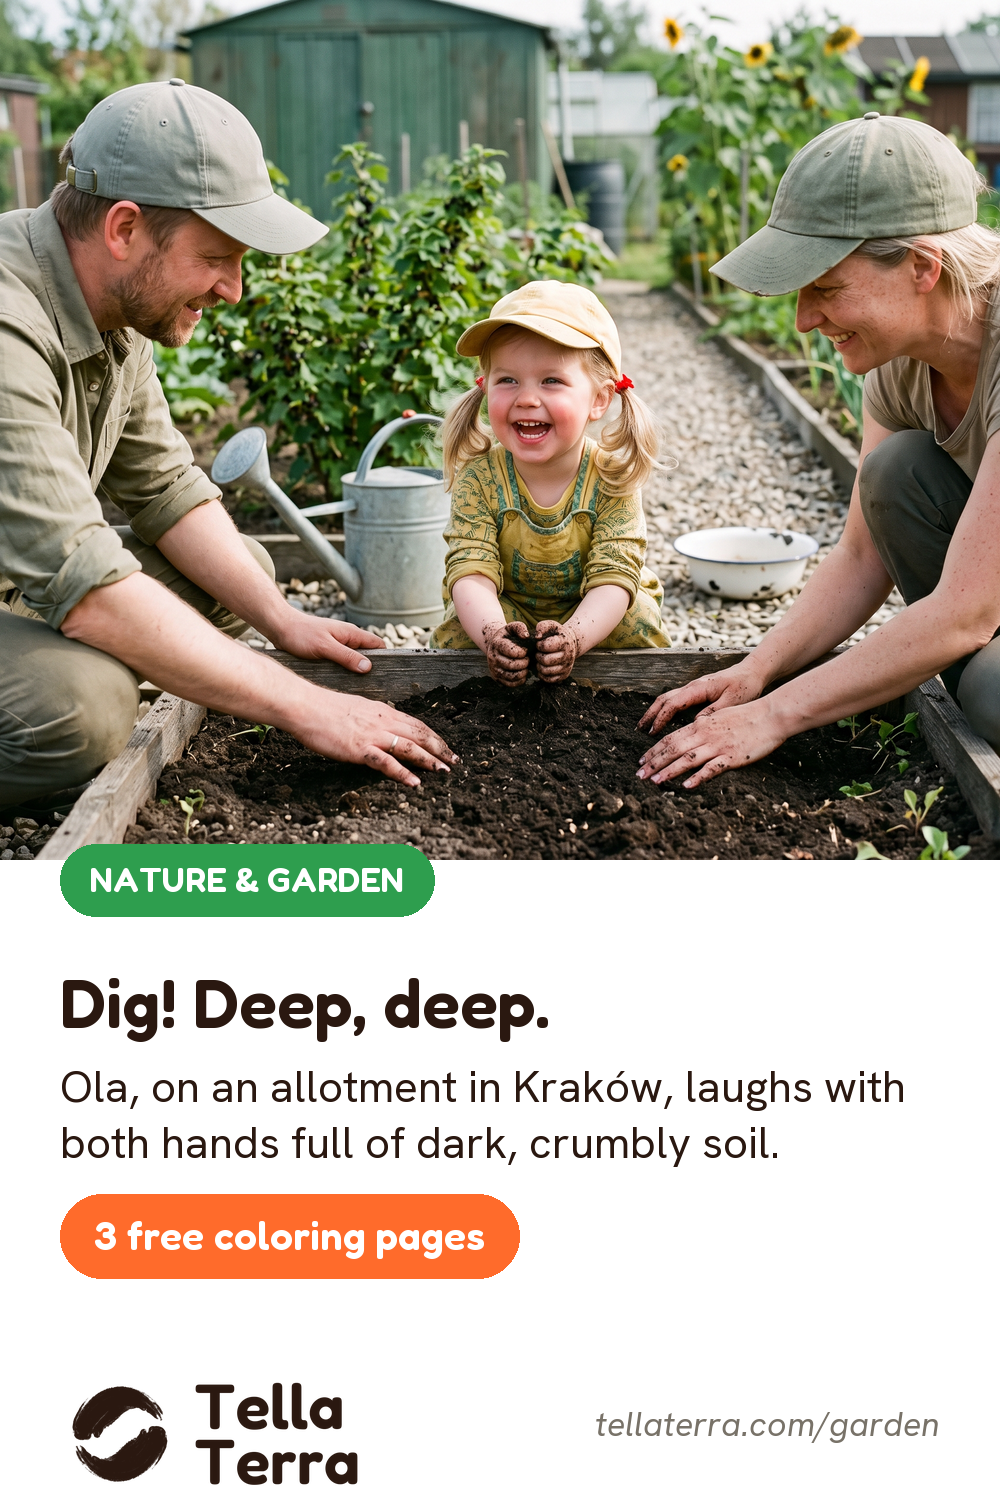 NATURE & GARDEN
Dig! Deep, deep.
Ola, on an allotment in Kraków, laughs with
both hands full of dark, crumbly soil.
3 free coloring pages
Tella
Terra
tellaterra.com/garden